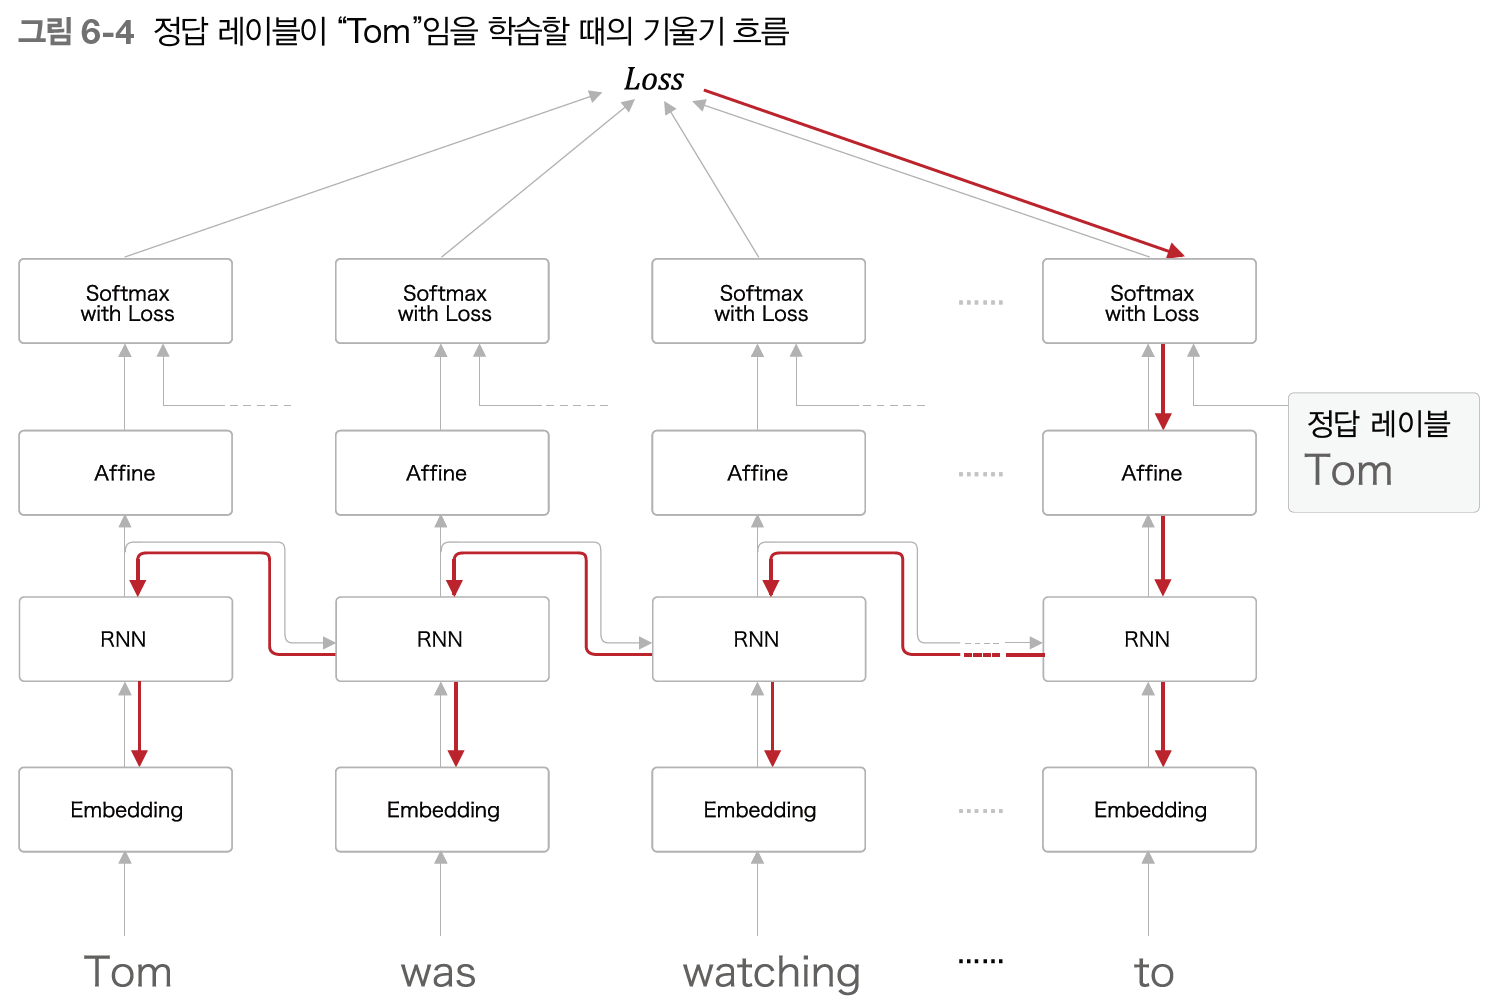 그림 6-4 정답 레이블이 “Tom”임을 학습할 때의 기울기 흐름
Loss
Softmax
with Loss
Softmax
with Loss
Softmax
with Loss
......
Softmax
with Loss
정답 레이블
Tom
Affine
Affine
Affine
......
Affine
RNN
RNN
RNN
RNN
Embedding
Embedding
Embedding
......
Embedding
Tom
was
watching
......
to